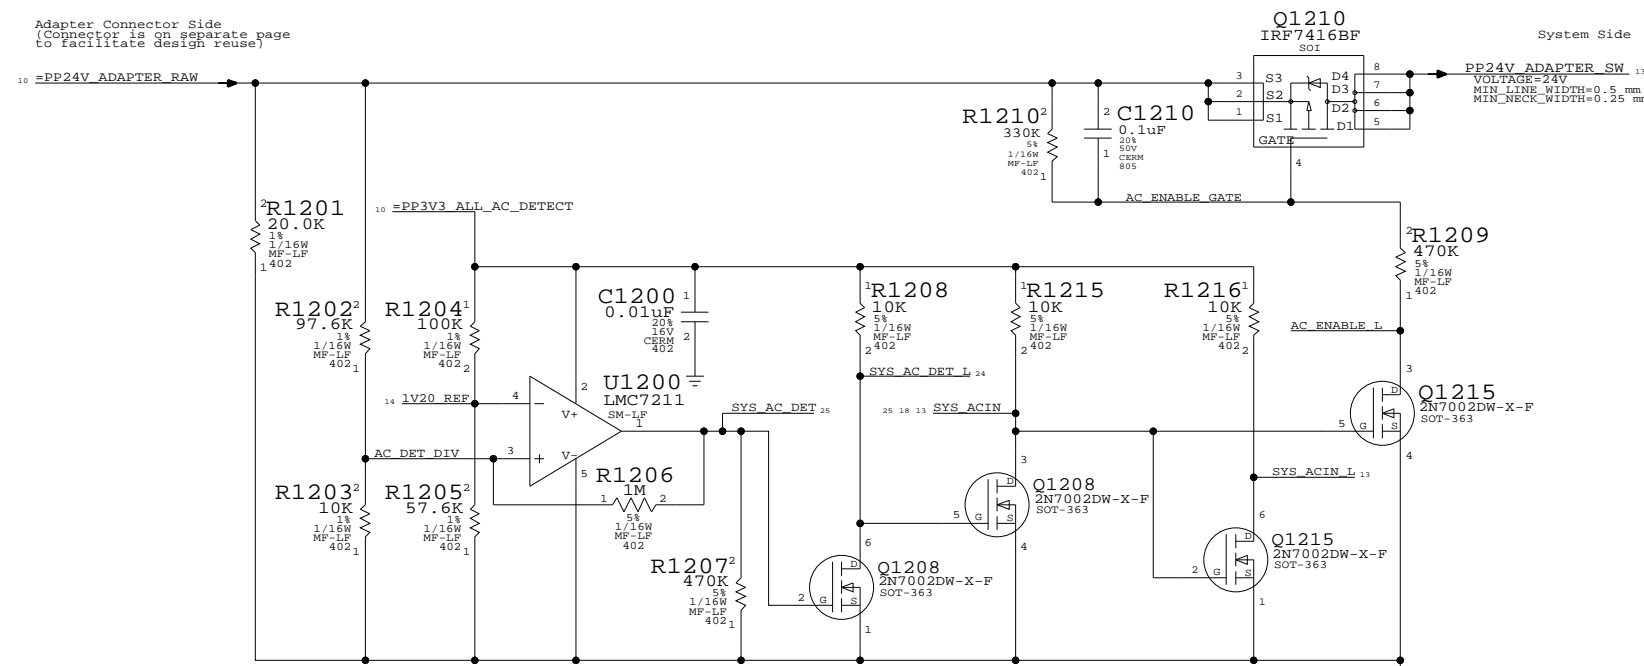 Adapter Connector Side
(Connector is on separate page
to facilitate design reuse)
10 =PP24V_ADAPTER_RAW
Q1210
IRF7416BF
SOI
System Side
3 S3
2 S2
1 S1
GATE
4
D4 8
D3 7
D2 6
D1 5
PP24V_ADAPTER_SW 13
VOLTAGE=24V
MIN_LINE_WIDTH=0.5 mm
MIN_NECK_WIDTH=0.25 mm
R1210 2
330K
5%
1/16W
MF-LF
402 1
2 C1210
0.1uF
20%
50V
CERM
805
1
AC_ENABLE_GATE
2 R1201
20.0K
1%
1/16W
MF-LF
402
1
10 =PP3V3_ALL_AC_DETECT
2 R1209
470K
5%
1/16W
MF-LF
402
1
R1202 2
97.6K
1%
1/16W
MF-LF
402 1
R1204 1
100K
1%
1/16W
MF-LF
402 2
C1200 1
0.01uF
20%
16V
CERM
402
2
1 R1208
10K
5%
1/16W
MF-LF
402
2
1 R1215
10K
5%
1/16W
MF-LF
402
2
R1216 1
10K
5%
1/16W
MF-LF
402 2
AC_ENABLE_L
14 1V20_REF
4
2
V+
U1200
LMC7211
SM-LF
1
SYS_AC_DET 25
SYS_AC_DET_L 24
25 18 13 SYS_ACIN
3
Q1215
2N7002DW-X-F
SOT-363
5 G D S
4
AC_DET_DIV
3
V-
5
R1206
1 1M 2
5%
1/16W
MF-LF
402
R1203 2
10K
1%
1/16W
MF-LF
402 1
R1205 2
57.6K
1%
1/16W
MF-LF
402 1
3
Q1208
2N7002DW-X-F
SOT-363
5 G D S
4
SYS_ACIN_L 13
6
Q1215
2N7002DW-X-F
SOT-363
2 G D S
1
R1207 2
470K
5%
1/16W
MF-LF
402 1
6
Q1208
2N7002DW-X-F
SOT-363
2 G D S
1